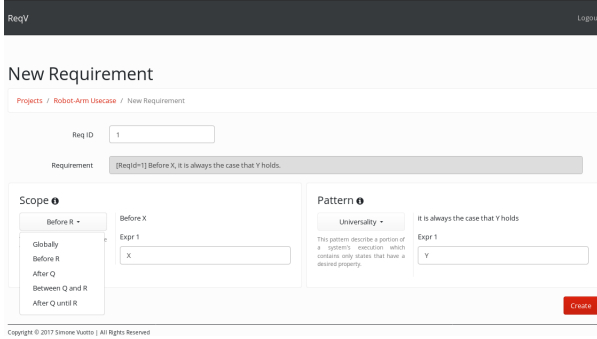 ReqV
Logou
New Requirement
Projects / Robot-Arm Usecase / New Requirement
Req ID
1
Requirement
[ReqId=1] Before X, it is always the case that Y holds.
Scope
Before R
Globally
Before R
After Q
Between Q and R
After Q until R
e
Before X
Expr 1
X
Pattern
Universality
This pattern describe a portion of
a system's execution which
contains only states that have a
desired property.
it is always the case that Y holds
Expr 1
Y
Create
Copyright © 2017 Simone Vuotto | All Rights Reserved